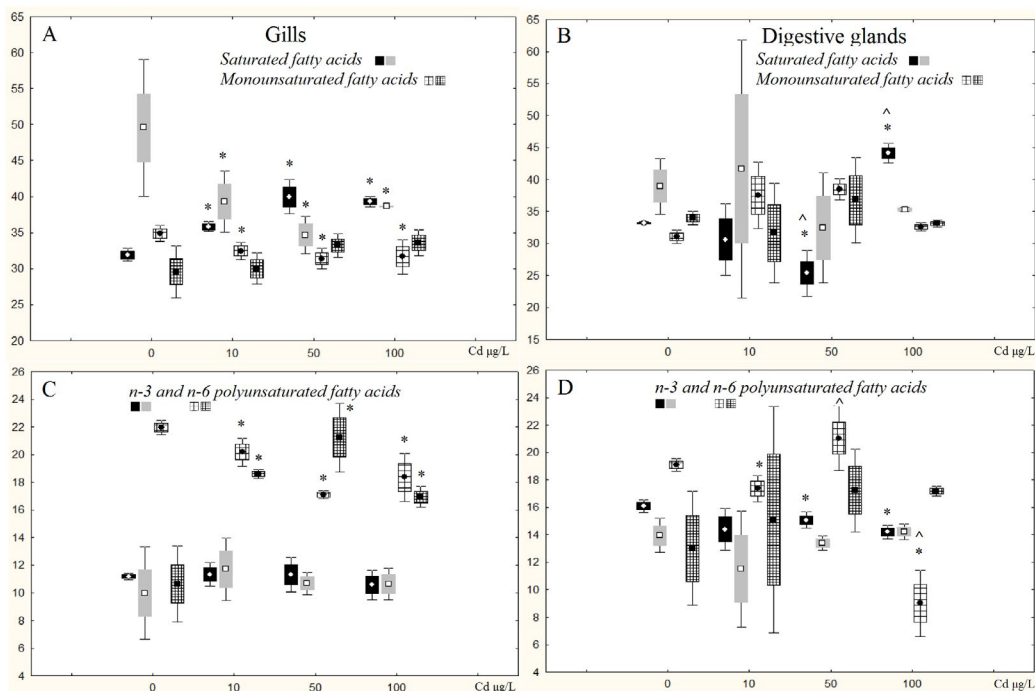 A
Gills
Saturated fatty acids
Monounsaturated fatty acids
65
60
55
50
45
40
35
30
25
20
* * * * * * * *
0 10 50 100 Cd µg/L
B
Digestive glands
Saturated fatty acids
Monounsaturated fatty acids
65
60
55
50
45
40
35
30
25
20
15
^ * ^ *
0 10 50 100 Cd µg/L
C
n-3 and n-6 polyunsaturated fatty acids
26
24
22
20
18
16
14
12
10
8
6
4
* * * * * *
0 10 50 100 Cd µg/L
D
n-3 and n-6 polyunsaturated fatty acids
26
24
22
20
18
16
14
12
10
8
6
4
* * ^ * ^ *
0 10 50 100 Cd µg/L